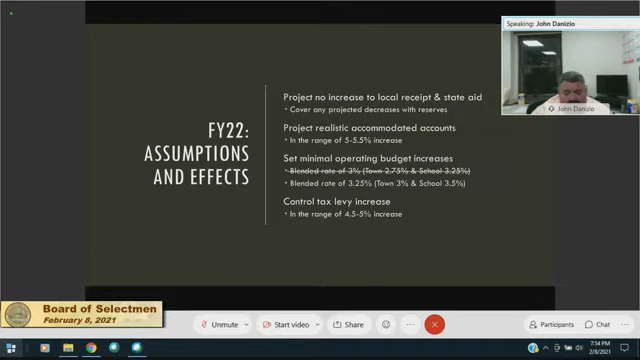 Speaking: John Danizio
John Danizio
FY22:
ASSUMPTIONS
AND EFFECTS
Project no increase to local receipt & state aid
• Cover any projected decreases with reserves
Project realistic accommodated accounts
• In the range of 5-5.5% increase
Set minimal operating budget increases
• Blended rate of 3% (Town 2.75% & School 3.25%)
• Blended rate of 3.25% (Town 3% & School 3.5%)
Control tax levy increase
• In the range of 4.5-5% increase
Board of Selectmen
February 8, 2021
Unmute
Start video
Share
Participants
Chat
7:54 PM
2/8/2021